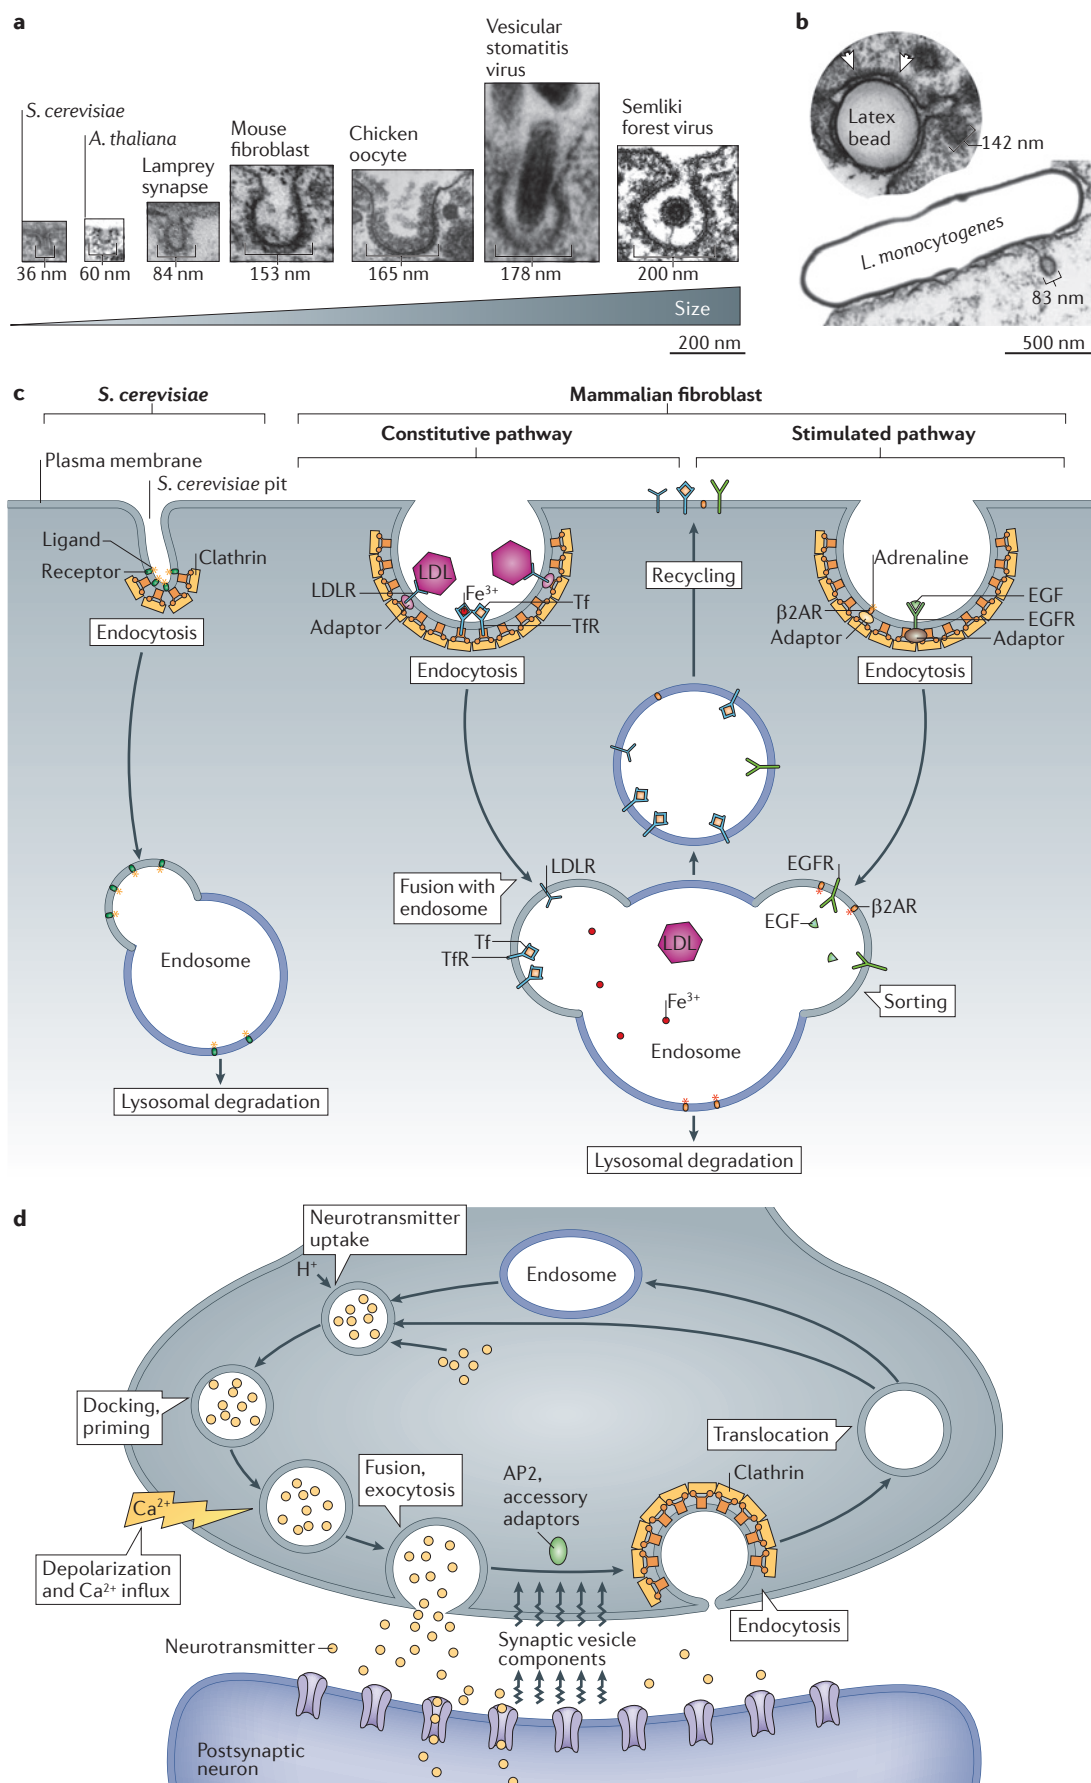 a
S. cerevisiae
A. thaliana
Lamprey
synapse
Mouse
fibroblast
Chicken
oocyte
Vesicular
stomatitis
virus
Semliki
forest virus
36 nm
60 nm
84 nm
153 nm
165 nm
178 nm
200 nm
Size
200 nm
b
Latex
bead
142 nm
L. monocytogenes
83 nm
500 nm
c
S. cerevisiae
Mammalian fibroblast
Constitutive pathway
Stimulated pathway
Plasma membrane
S. cerevisiae pit
Ligand
Receptor
Clathrin
Endocytosis
LDL
LDLR
Adaptor
Fe³⁺
Tf
TfR
Endocytosis
Recycling
Adrenaline
β2AR
Adaptor
EGF
EGFR
Adaptor
Endocytosis
Endosome
Lysosomal degradation
Fusion with
endosome
LDLR
Tf
TfR
LDL
Fe³⁺
Endosome
EGFR
β2AR
EGF
Sorting
Lysosomal degradation
d
Neurotransmitter
uptake
H⁺
Endosome
Docking,
priming
Translocation
Fusion,
exocytosis
AP2,
accessory
adaptors
Clathrin
Ca²⁺
Depolarization
and Ca²⁺ influx
Endocytosis
Neurotransmitter
Synaptic vesicle
components
Postsynaptic
neuron